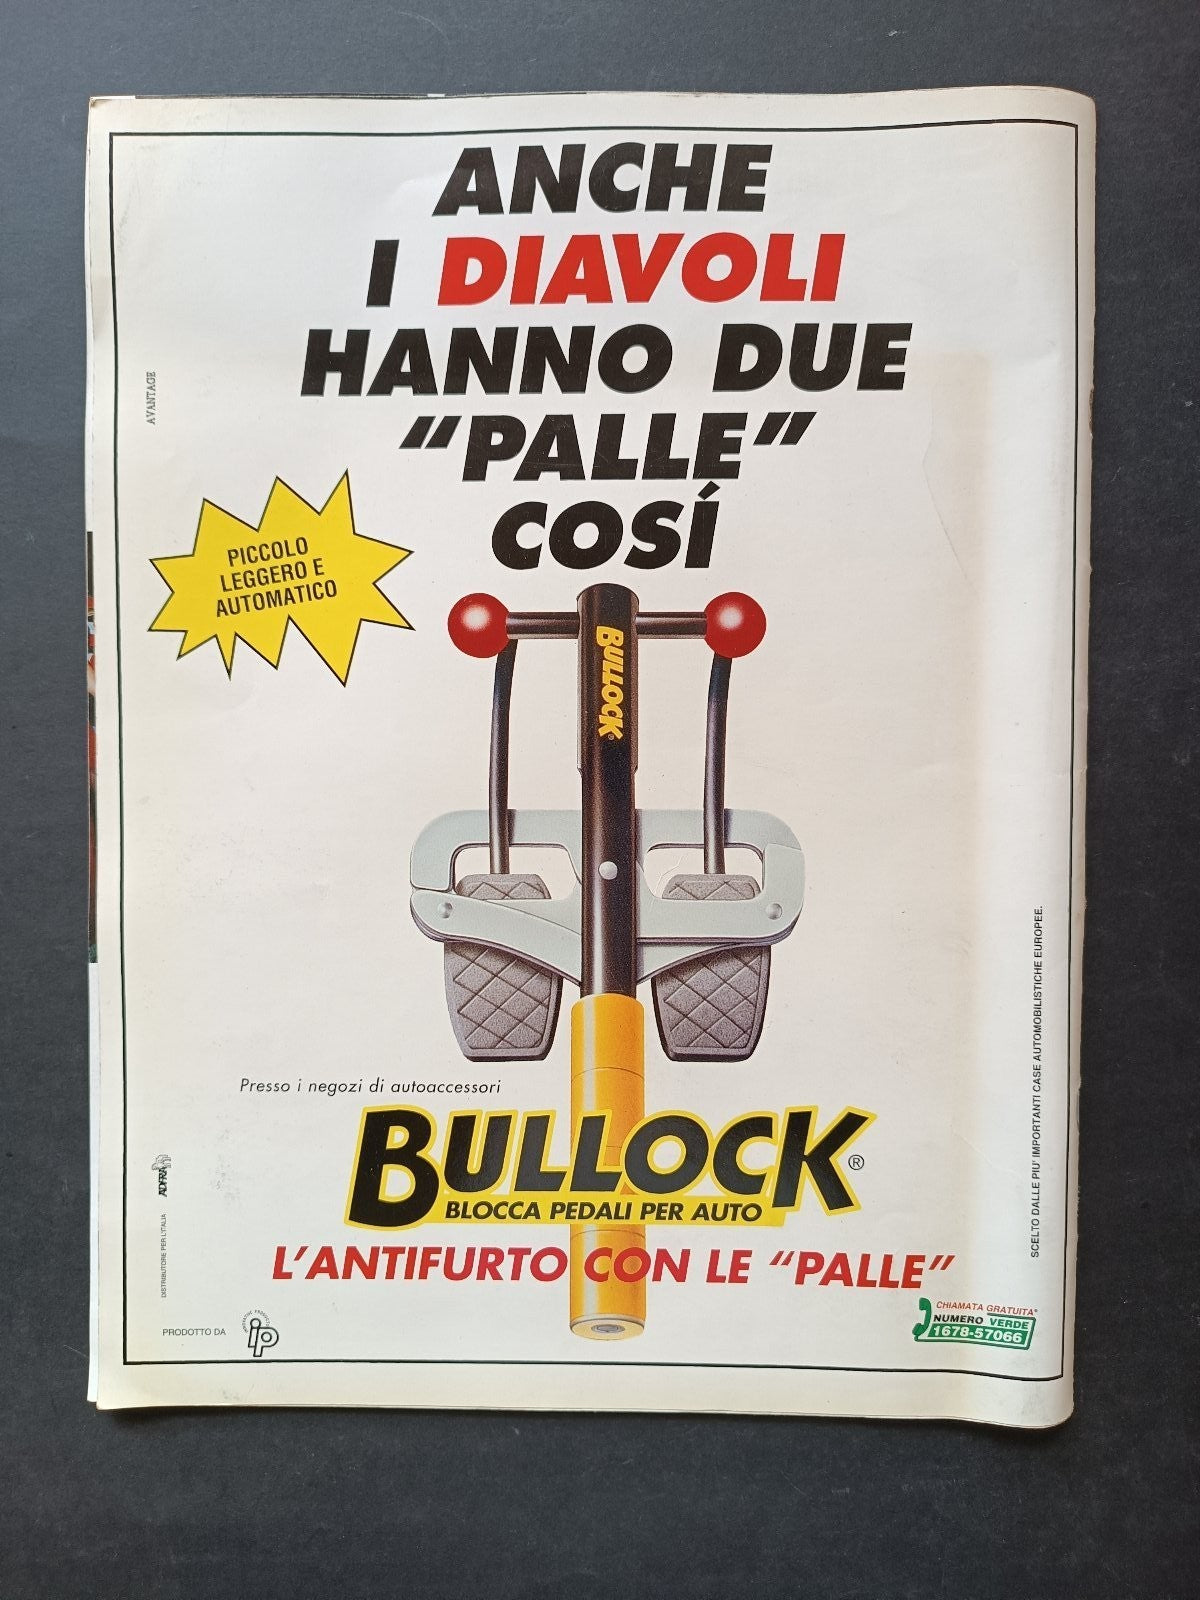 ANCHE
I DIAVOLI
HANNO DUE
“PALLE”
COSÍ
AVANTAGE
PICCOLO
LEGGERO E
AUTOMATICO
BULLOCK®
Presso i negozi di autoaccessori
BULLOCK®
BLOCCA PEDALI PER AUTO
L'ANTIFURTO CON LE “PALLE”
SCELTO DALLE PIU' IMPORTANTI CASE AUTOMOBILISTICHE EUROPEE.
DISTRIBUTORE PER L'ITALIA
PRODOTTO DA
ip
CHIAMATA GRATUITA*
NUMERO VERDE
1678-57066